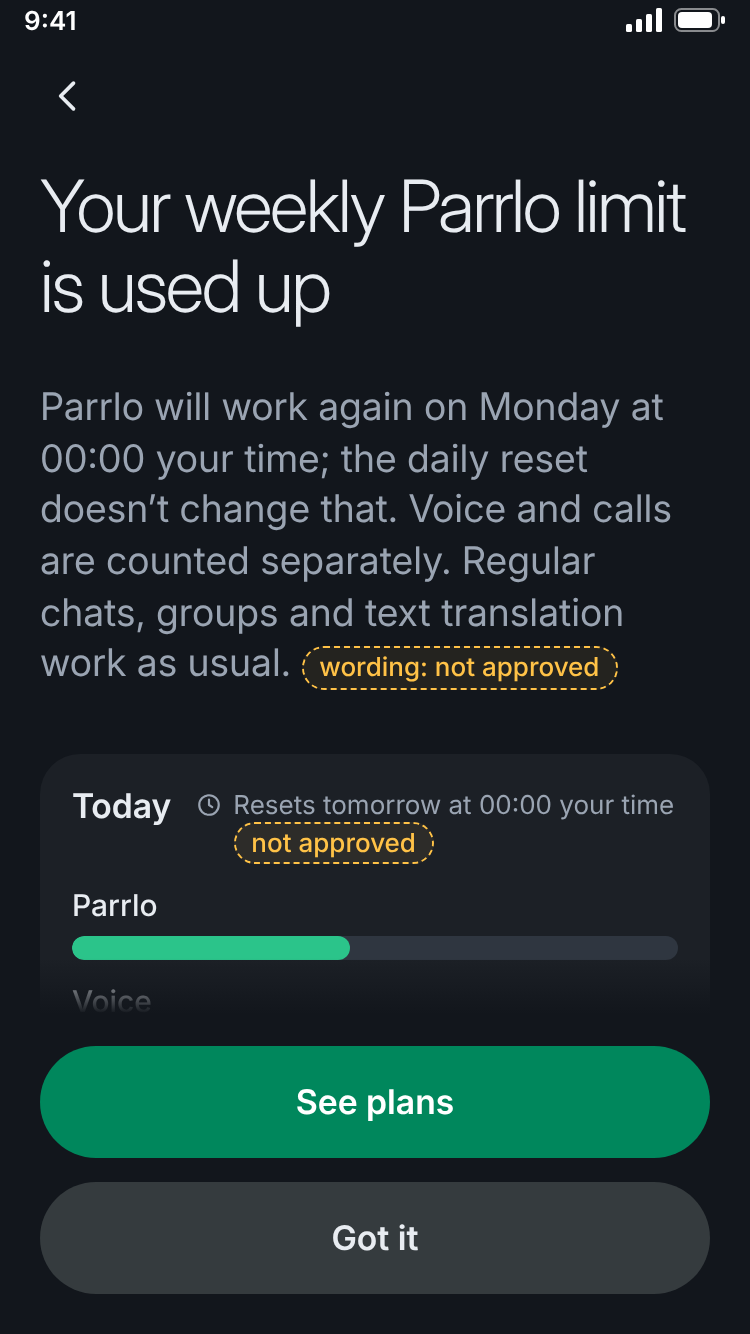 9:41
Your weekly Parrlo limit
is used up
Parrlo will work again on Monday at
00:00 your time; the daily reset
doesn’t change that. Voice and calls
are counted separately. Regular
chats, groups and text translation
work as usual. wording: not approved
Today Resets tomorrow at 00:00 your time
not approved
Parrlo
Voice
See plans
Got it